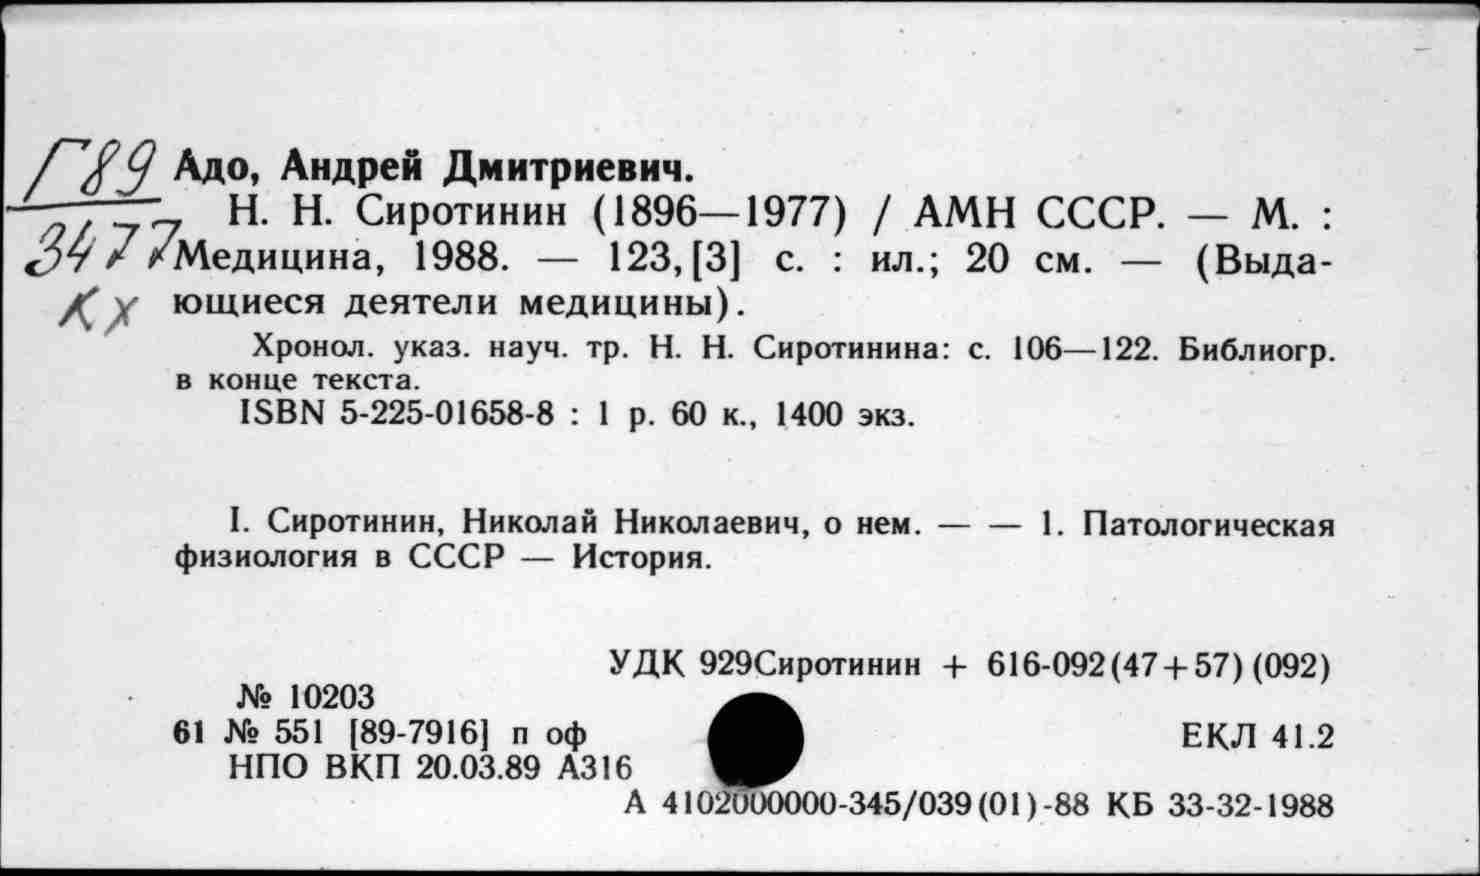 Г89
3477
Кх
Адо, Андрей Дмитриевич.
Н. Н. Сиротинин (1896—1977) / АМН СССР. — М. :
Медицина, 1988. — 123, [3] с. : ил.; 20 см. — (Выда-
ющиеся деятели медицины).
Хронол. указ. науч. тр. Н. Н. Сиротинина: с. 106—122. Библиогр.
в конце текста.
ISBN 5-225-01658-8 : 1 р. 60 к., 1400 экз.
I. Сиротинин, Николай Николаевич, о нем. — — 1. Патологическая
физиология в СССР — История.
УДК 929Сиротинин + 616-092(47+57)(092)
№ 10203
61 № 551 [89-7916] п оф
ЕКЛ 41.2
НПО ВКП 20.03.89 А316
А 4102000000-345/039(01)-88 КБ 33-32-1988